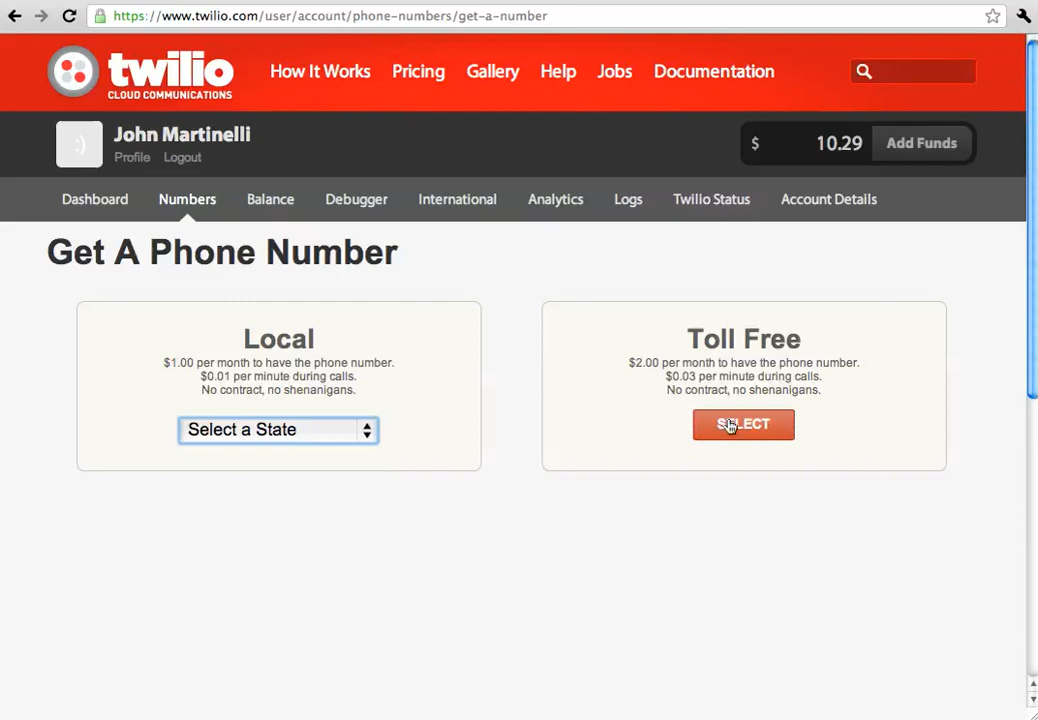 https://www.twilio.com/user/account/phone-numbers/get-a-number
twilio
CLOUD COMMUNICATIONS
How It Works Pricing Gallery Help Jobs Documentation
:)
John Martinelli
Profile Logout
$ 10.29 Add Funds
Dashboard Numbers Balance Debugger International Analytics Logs Twilio Status Account Details
Get A Phone Number
Local
$1.00 per month to have the phone number.
$0.01 per minute during calls.
No contract, no shenanigans.
Select a State
Toll Free
$2.00 per month to have the phone number.
$0.03 per minute during calls.
No contract, no shenanigans.
SELECT